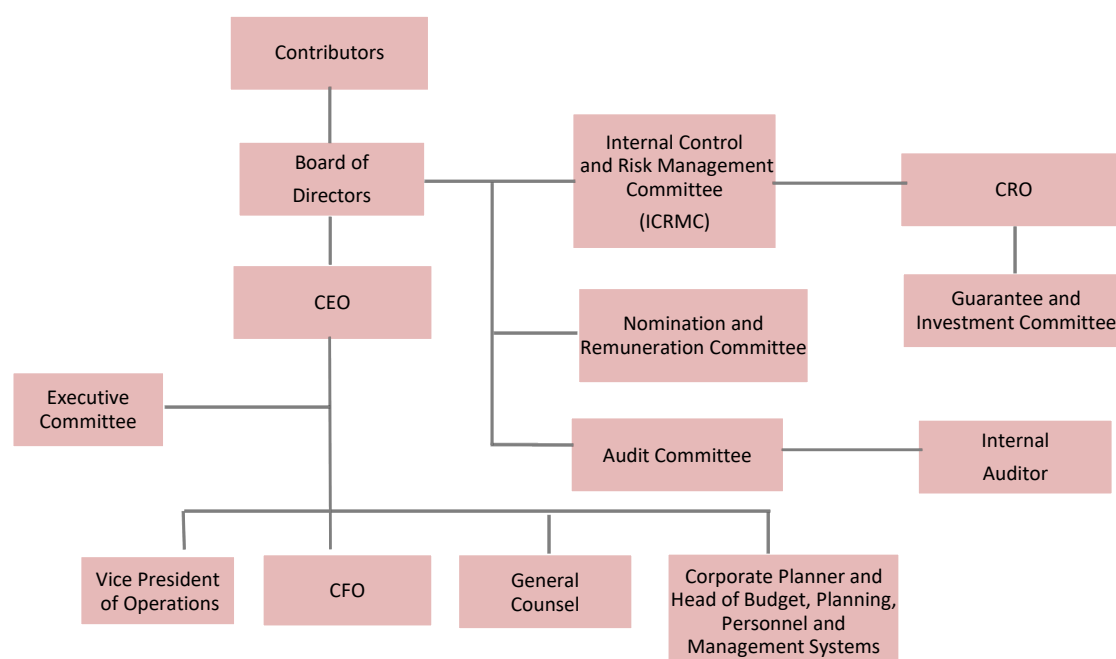 Contributors
Board of
Directors
Internal Control
and Risk Management
Committee
(ICRMC)
CRO
CEO
Guarantee and
Investment Committee
Nomination and
Remuneration Committee
Executive
Committee
Audit Committee
Internal
Auditor
Vice President
of Operations
CFO
General
Counsel
Corporate Planner and
Head of Budget, Planning,
Personnel and
Management Systems